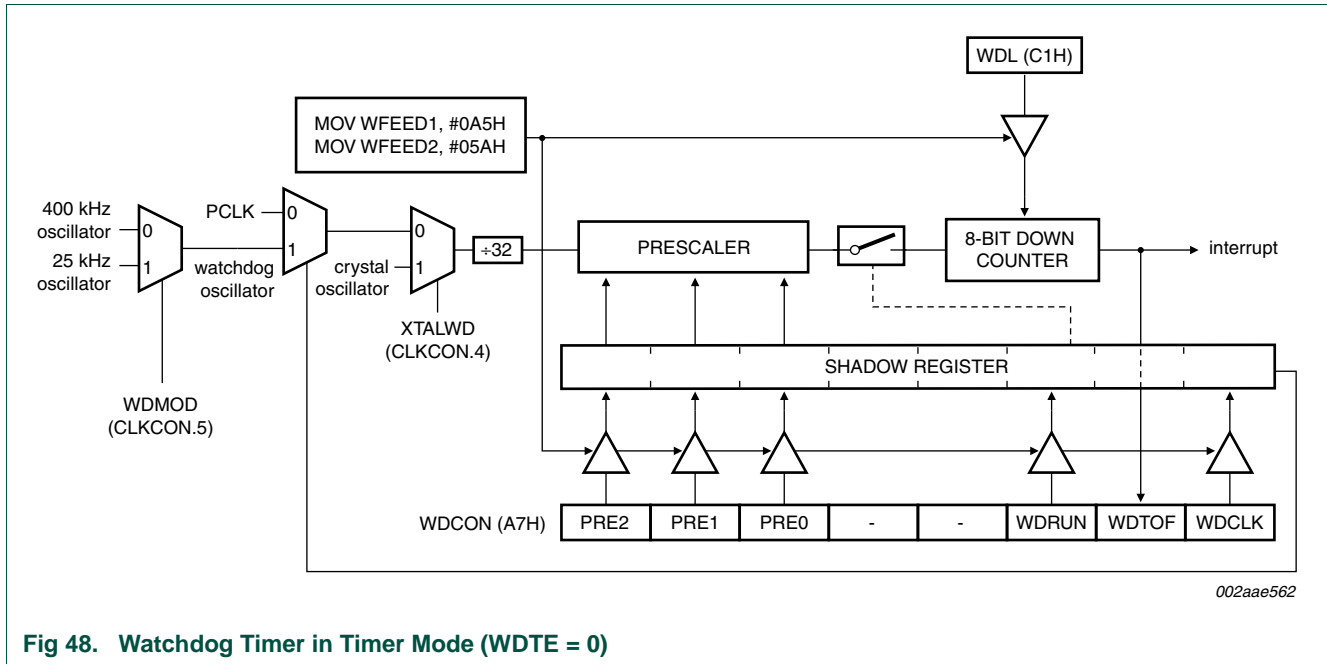 WDL (C1H)
MOV WFEED1, #0A5H
MOV WFEED2, #05AH
400 kHz
oscillator
25 kHz
oscillator
0
1
PCLK
watchdog
oscillator
0
1
crystal
oscillator
0
1
÷32
PRESCALER
8-BIT DOWN
COUNTER
interrupt
XTALWD
(CLKCON.4)
WDMOD
(CLKCON.5)
SHADOW REGISTER
WDCON (A7H)
PRE2
PRE1
PRE0
-
-
WDRUN
WDTOF
WDCLK
002aae562
Fig 48. Watchdog Timer in Timer Mode (WDTE = 0)